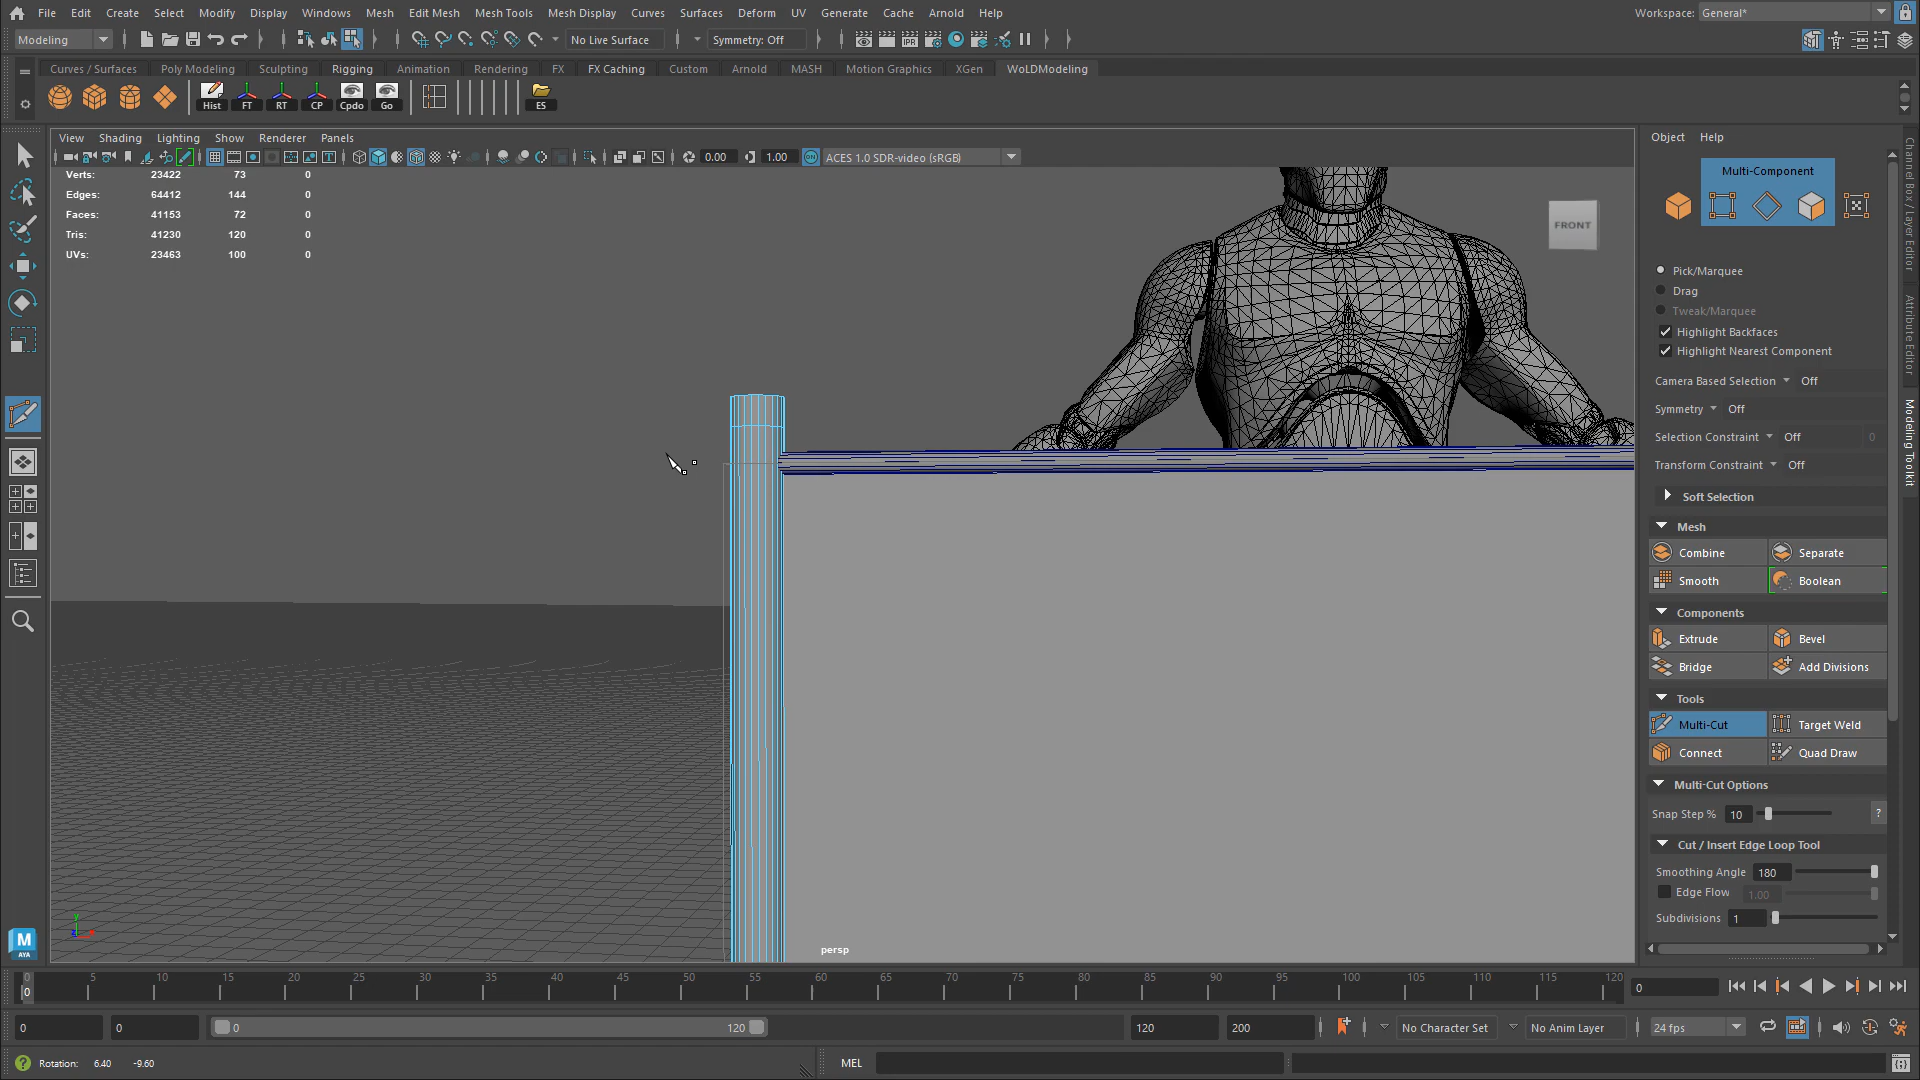 File Edit Create Select Modify Display Windows Mesh Edit Mesh Mesh Tools Mesh Display Curves Surfaces Deform UV Generate Cache Arnold Help Workspace: General*
Modeling No Live Surface Symmetry: Off
Curves / Surfaces Poly Modeling Sculpting Rigging Animation Rendering FX FX Caching Custom Arnold MASH Motion Graphics XGen WoLDModeling
Hist FT RT CP Cpdo Go ES
View Shading Lighting Show Renderer Panels
0.00 1.00 ACES 1.0 SDR-video (sRGB)
Verts: 23422 73 0
Edges: 64412 144 0
Faces: 41153 72 0
Tris: 41230 120 0
UVs: 23463 100 0
FRONT
persp
Object Help
Multi-Component
Pick/Marquee
Drag
Tweak/Marquee
Highlight Backfaces
Highlight Nearest Component
Camera Based Selection Off
Symmetry Off
Selection Constraint Off 0
Transform Constraint Off
Soft Selection
Mesh
Combine Separate
Smooth Boolean
Components
Extrude Bevel
Bridge Add Divisions
Tools
Multi-Cut Target Weld
Connect Quad Draw
Multi-Cut Options
Snap Step % 10 ?
Cut / Insert Edge Loop Tool
Smoothing Angle 180
Edge Flow 1.00
Subdivisions 1
Channel Box / Layer Editor
Attribute Editor
Modeling Toolkit
MAYA
0 5 10 15 20 25 30 35 40 45 50 55 60 65 70 75 80 85 90 95 100 105 110 115 120
0 0
0 0 0 120 120 200 No Character Set No Anim Layer 24 fps
Rotation: 6.40 -9.60 MEL